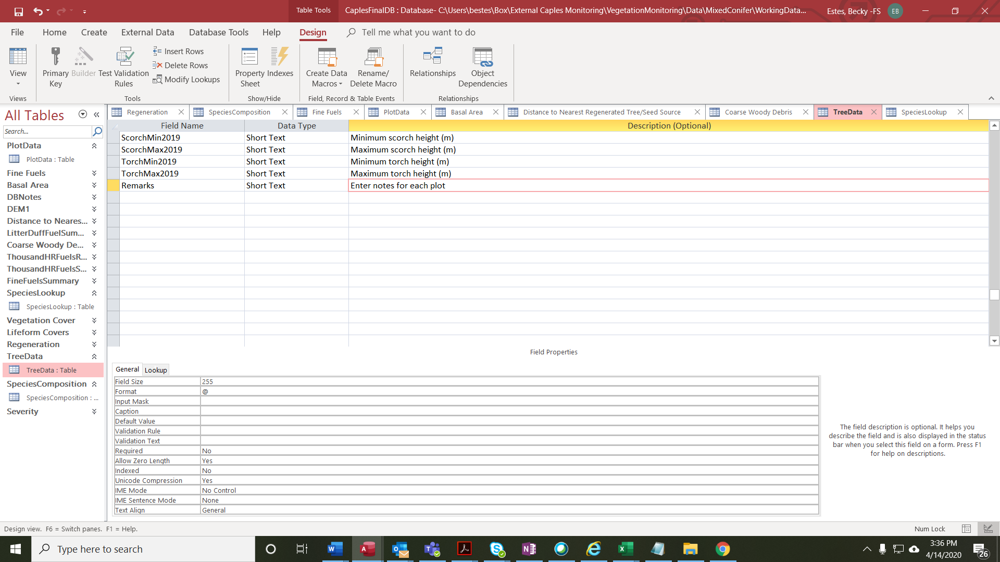 Table Tools
CaplesFinalDB : Database- C:\Users\bestes\Box\External Caples Monitoring\VegetationMonitoring\Data\MixedConifer\WorkingData...
Estes, Becky -FS
EB
File Home Create External Data Database Tools Help Design Tell me what you want to do
View
Primary Key
Builder
Test Validation Rules
Insert Rows
Delete Rows
Modify Lookups
Property Sheet
Indexes
Create Data Macros
Rename/ Delete Macro
Relationships
Object Dependencies
Views Tools Show/Hide Field, Record & Table Events Relationships
All Tables
Search...
PlotData
PlotData : Table
Fine Fuels
Basal Area
DBNotes
DEM1
Distance to Neares...
LitterDuffFuelSum...
Coarse Woody De...
ThousandHRFuelsR...
ThousandHRFuelsS...
FineFuelsSummary
SpeciesLookup
SpeciesLookup : Table
Vegetation Cover
Lifeform Covers
Regeneration
TreeData
TreeData : Table
SpeciesComposition
SpeciesComposition : ...
Severity
Regeneration SpeciesComposition Fine Fuels PlotData Basal Area Distance to Nearest Regenerated Tree/Seed Source Coarse Woody Debris TreeData SpeciesLookup
Field Name Data Type Description (Optional)
ScorchMin2019 Short Text Minimum scorch height (m)
ScorchMax2019 Short Text Maximum scorch height (m)
TorchMin2019 Short Text Minimum torch height (m)
TorchMax2019 Short Text Maximum torch height (m)
Remarks Short Text Enter notes for each plot
Field Properties
General Lookup
Field Size 255
Format @
Input Mask
Caption
Default Value
Validation Rule
Validation Text
Required No
Allow Zero Length Yes
Indexed No
Unicode Compression Yes
IME Mode No Control
IME Sentence Mode None
Text Align General
The field description is optional. It helps you
describe the field and is also displayed in the status
bar when you select this field on a form. Press F1
for help on descriptions.
Design view. F6 = Switch panes. F1 = Help.
Num Lock
Type here to search
3:36 PM
4/14/2020
26